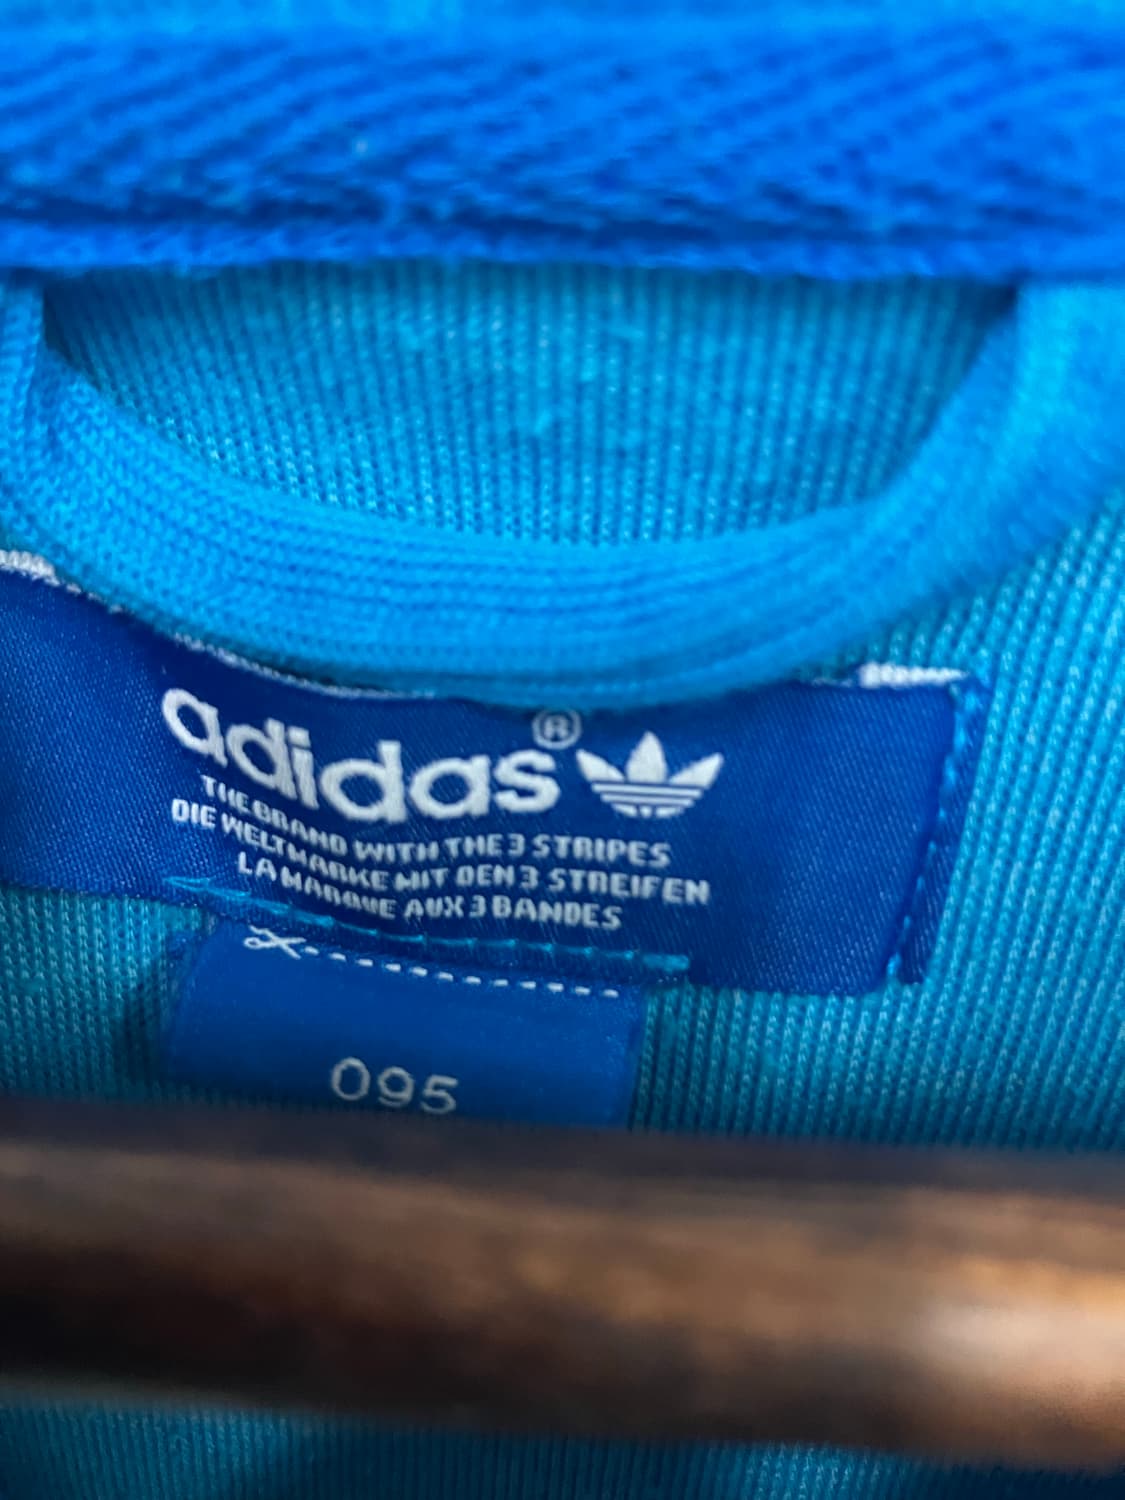 adidas®
THE BRAND WITH THE 3 STRIPES
DIE WELTMARKE MIT DEN 3 STREIFEN
LA MARQUE AUX 3 BANDES
095